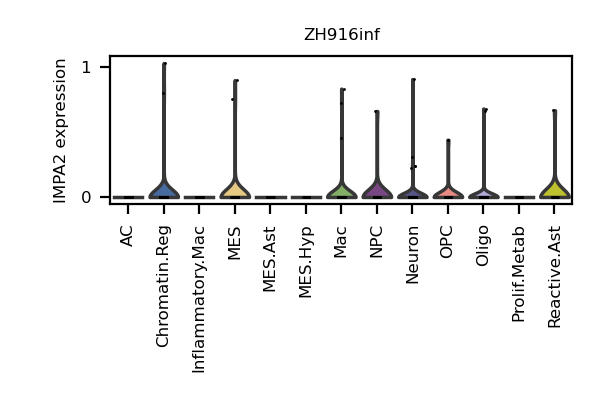 ZH916inf
IMPA2 expression
1
0
AC
Chromatin.Reg
Inflammatory.Mac
MES
MES.Ast
MES.Hyp
Mac
NPC
Neuron
OPC
Oligo
Prolif.Metab
Reactive.Ast